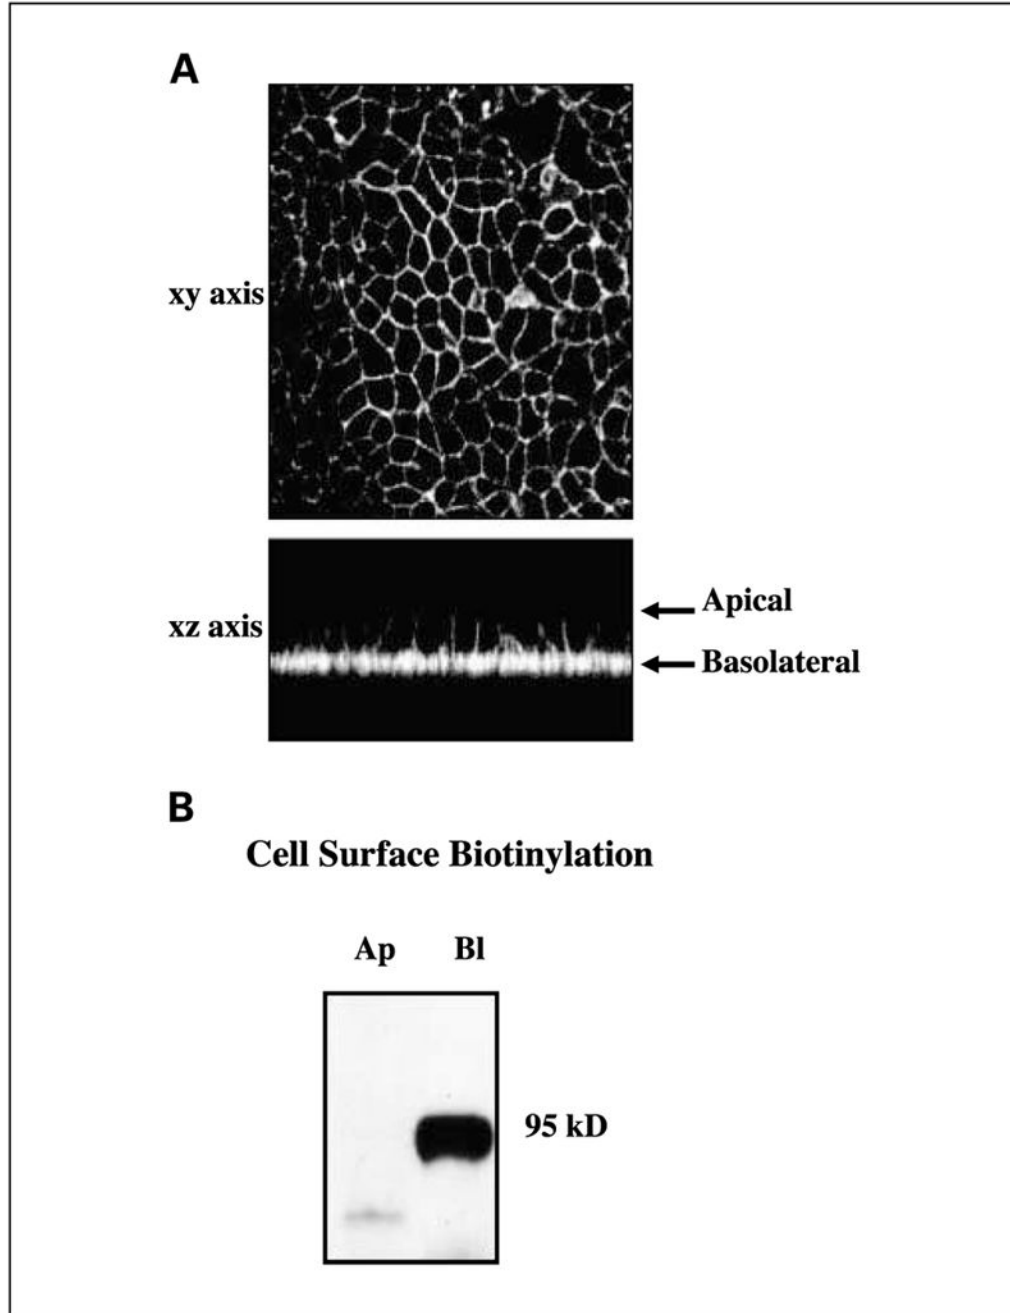 A
xy axis
xz axis
Apical
Basolateral
B
Cell Surface Biotinylation
Ap Bl
95 kD